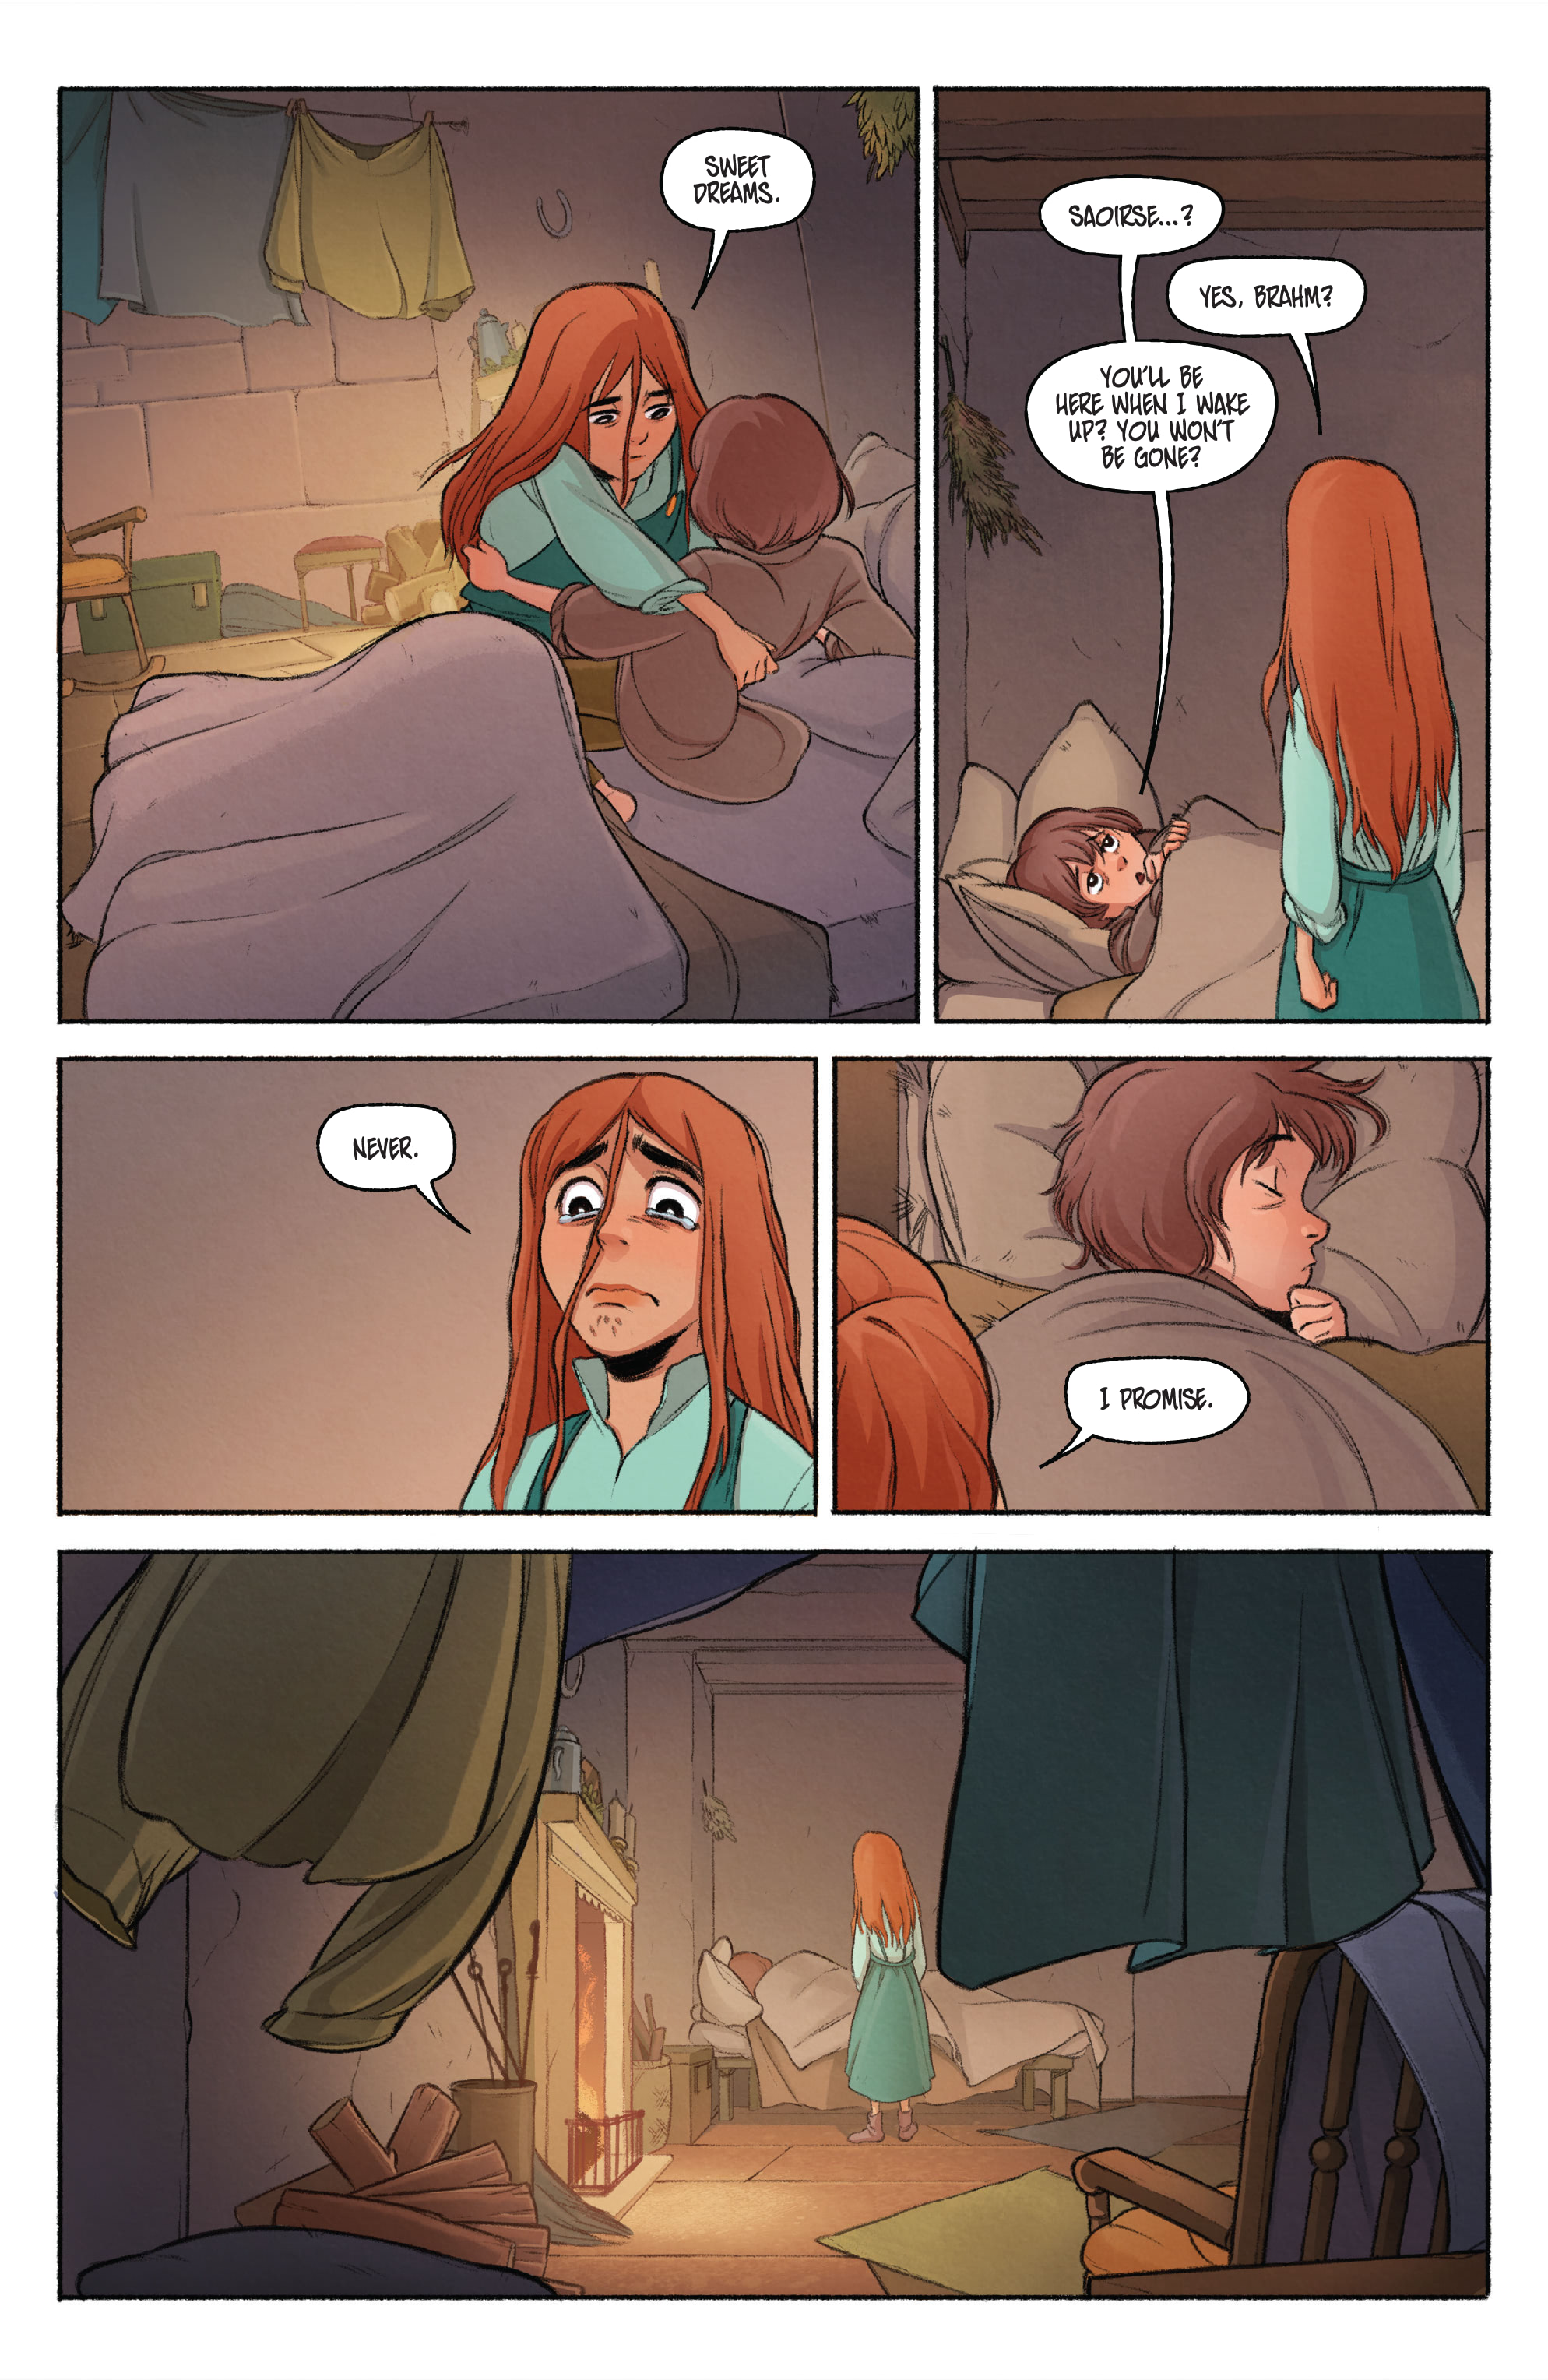 SWEET
DREAMS.
SAOIRSE...?
YES, BRAHM?
YOU'LL BE
HERE WHEN I WAKE
UP? YOU WON'T
BE GONE?
NEVER.
I PROMISE.